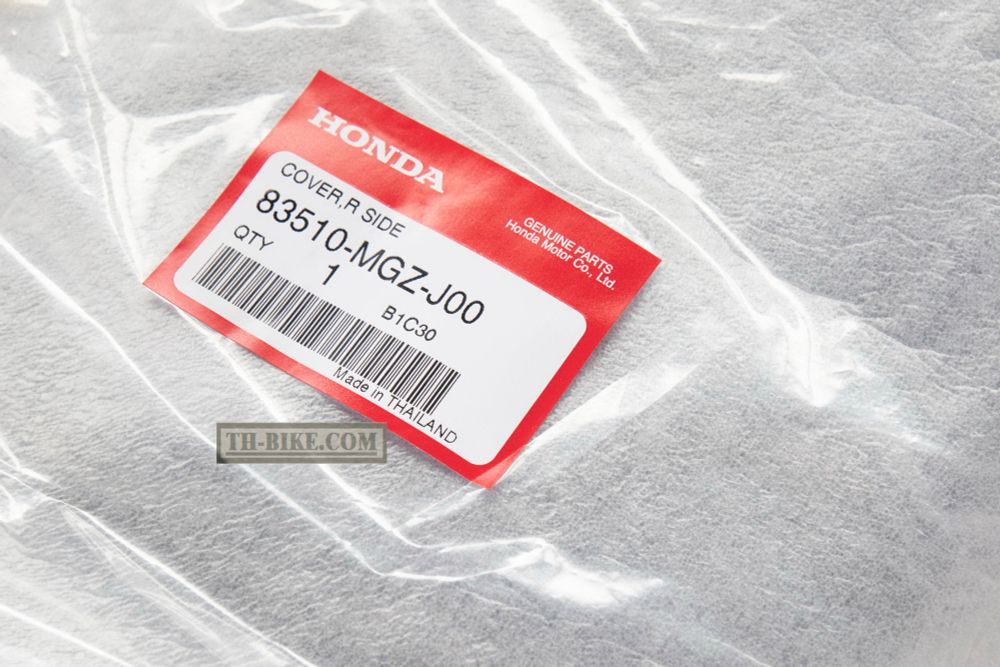 HONDA
GENUINE PARTS
Honda Motor Co., Ltd.
COVER,R SIDE
83510-MGZ-J00
QTY 1
B1C30
Made in THAILAND
TH-BIKE.COM